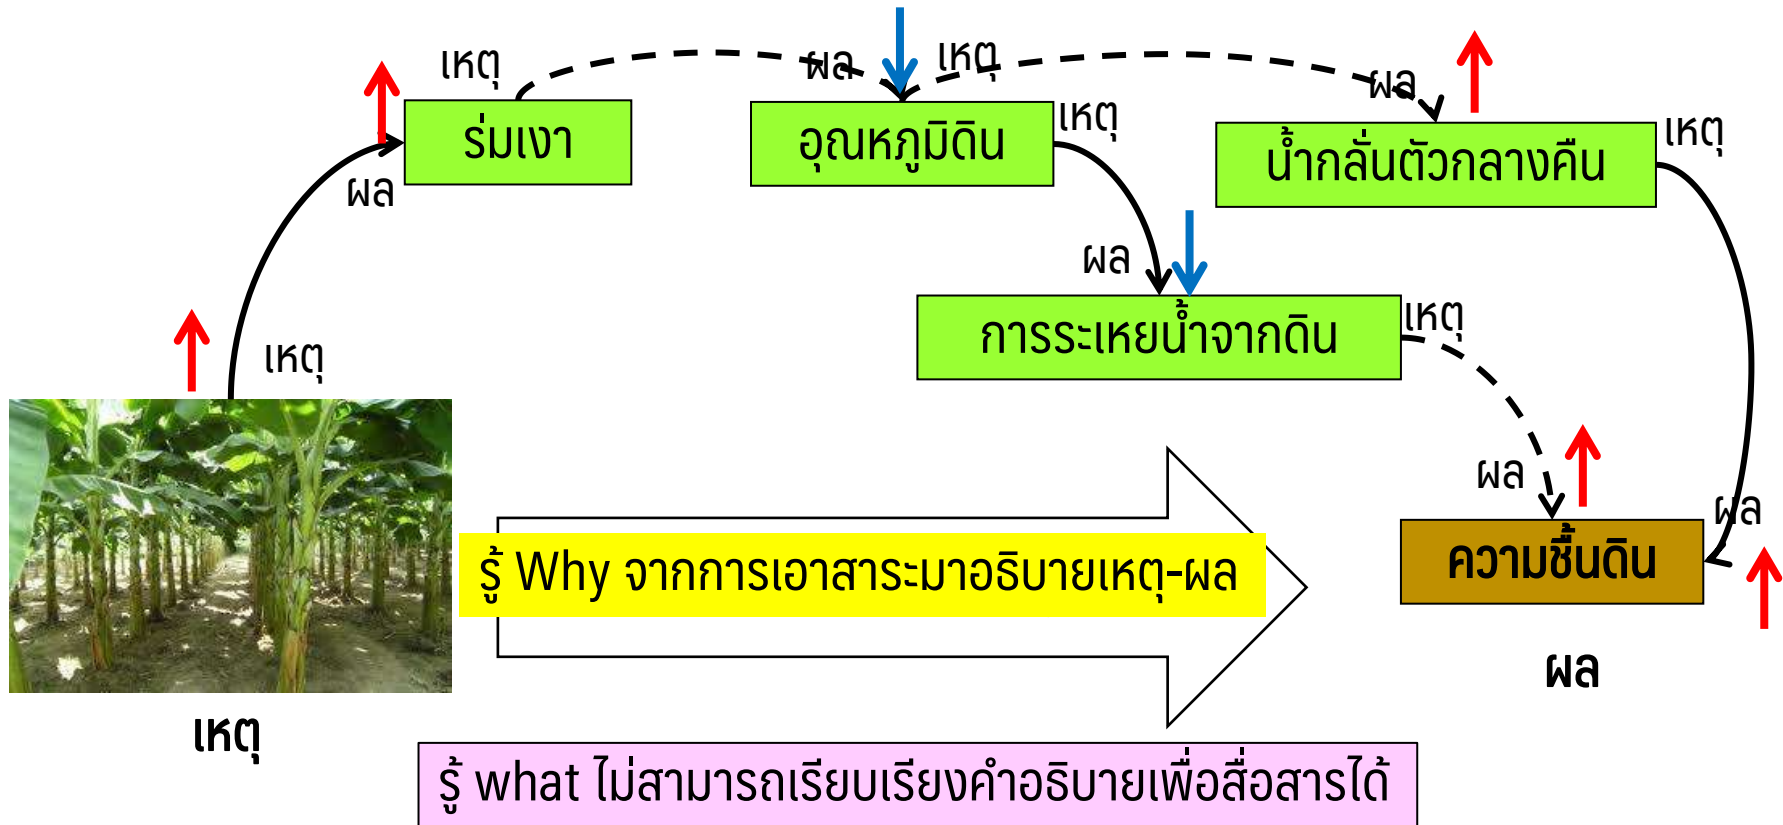 เหตุ
ผล
เหตุ
ผล
เหตุ
ร่มเงา
อุณหภูมิดิน
เหตุ
น้ำกลั่นตัวกลางคืน
เหตุ
ผล
ผล
การระเหยน้ำจากดิน
เหตุ
เหตุ
ผล
ผล
ความชื้นดิน
รู้ Why จากการเอาสาระมาอธิบายเหตุ-ผล
ผล
เหตุ
รู้ what ไม่สามารถเรียบเรียงคำอธิบายเพื่อสื่อสารได้